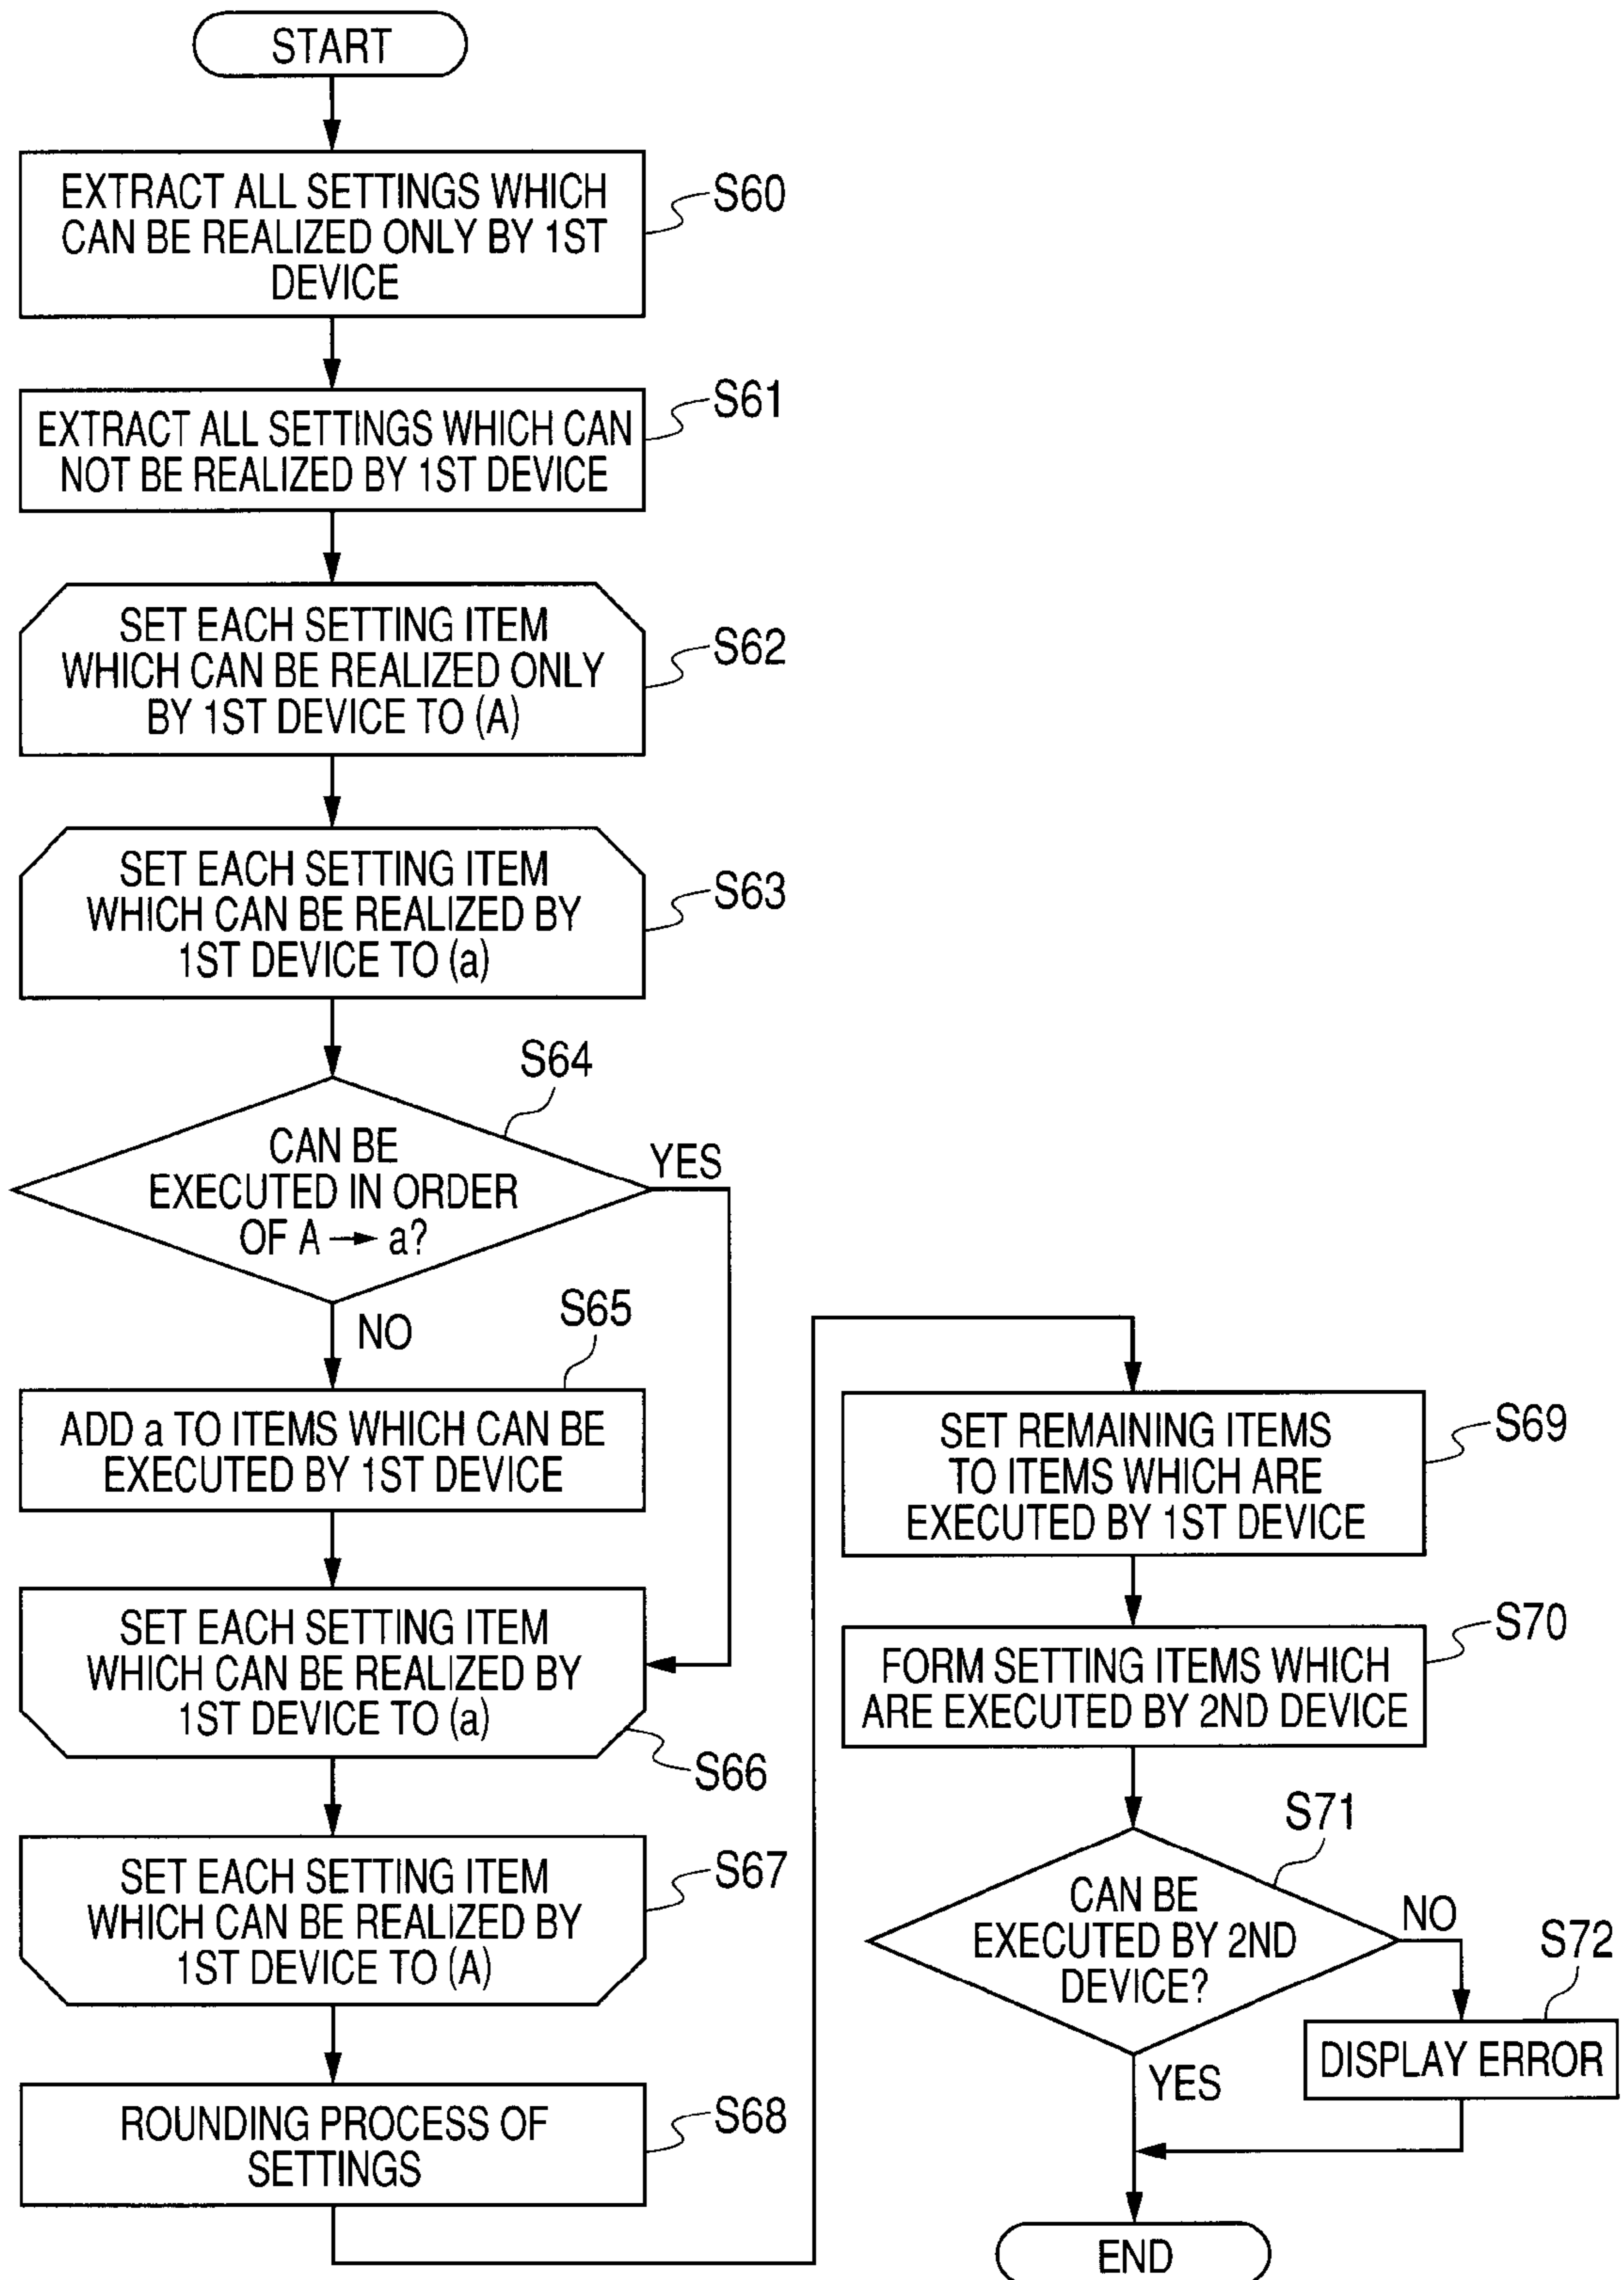 START
EXTRACT ALL SETTINGS WHICH
CAN BE REALIZED ONLY BY 1ST
DEVICE
S60
EXTRACT ALL SETTINGS WHICH CAN
NOT BE REALIZED BY 1ST DEVICE
S61
SET EACH SETTING ITEM
WHICH CAN BE REALIZED ONLY
BY 1ST DEVICE TO (A)
S62
SET EACH SETTING ITEM
WHICH CAN BE REALIZED BY
1ST DEVICE TO (a)
S63
S64
CAN BE
EXECUTED IN ORDER
OF A → a?
YES
NO
S65
ADD a TO ITEMS WHICH CAN BE
EXECUTED BY 1ST DEVICE
SET EACH SETTING ITEM
WHICH CAN BE REALIZED BY
1ST DEVICE TO (a)
S66
SET EACH SETTING ITEM
WHICH CAN BE REALIZED BY
1ST DEVICE TO (A)
S67
ROUNDING PROCESS OF
SETTINGS
S68
SET REMAINING ITEMS
TO ITEMS WHICH ARE
EXECUTED BY 1ST DEVICE
S69
FORM SETTING ITEMS WHICH
ARE EXECUTED BY 2ND DEVICE
S70
S71
CAN BE
EXECUTED BY 2ND
DEVICE?
NO
S72
DISPLAY ERROR
YES
END